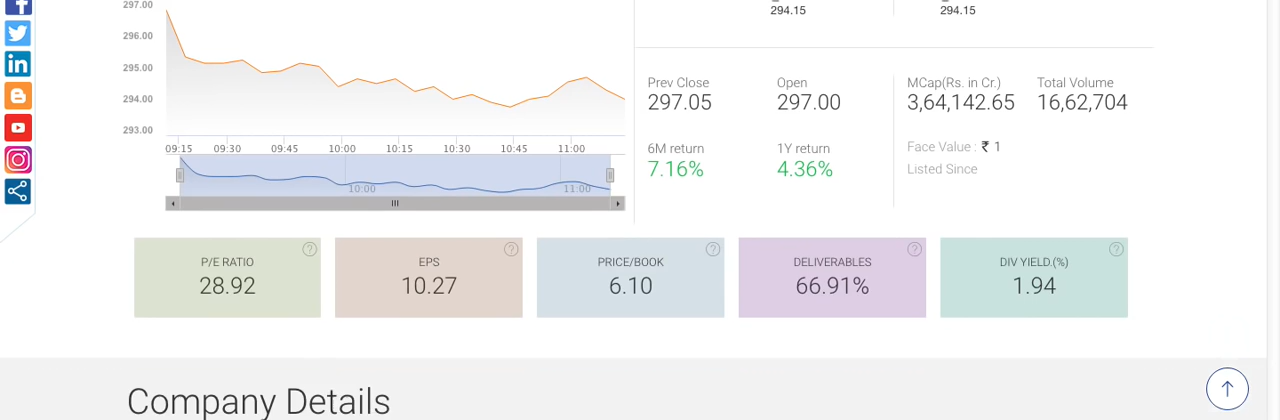 297.00
296.00
295.00
294.00
293.00
09:15 09:30 09:45 10:00 10:15 10:30 10:45 11:00
10:00 11:00
294.15 294.15
Prev Close Open MCap(Rs. in Cr.) Total Volume
297.05 297.00 3,64,142.65 16,62,704
6M return 1Y return Face Value : ₹ 1
7.16% 4.36% Listed Since
P/E RATIO ? EPS ? PRICE/BOOK ? DELIVERABLES ? DIV YIELD.(%) ?
28.92 10.27 6.10 66.91% 1.94
Company Details